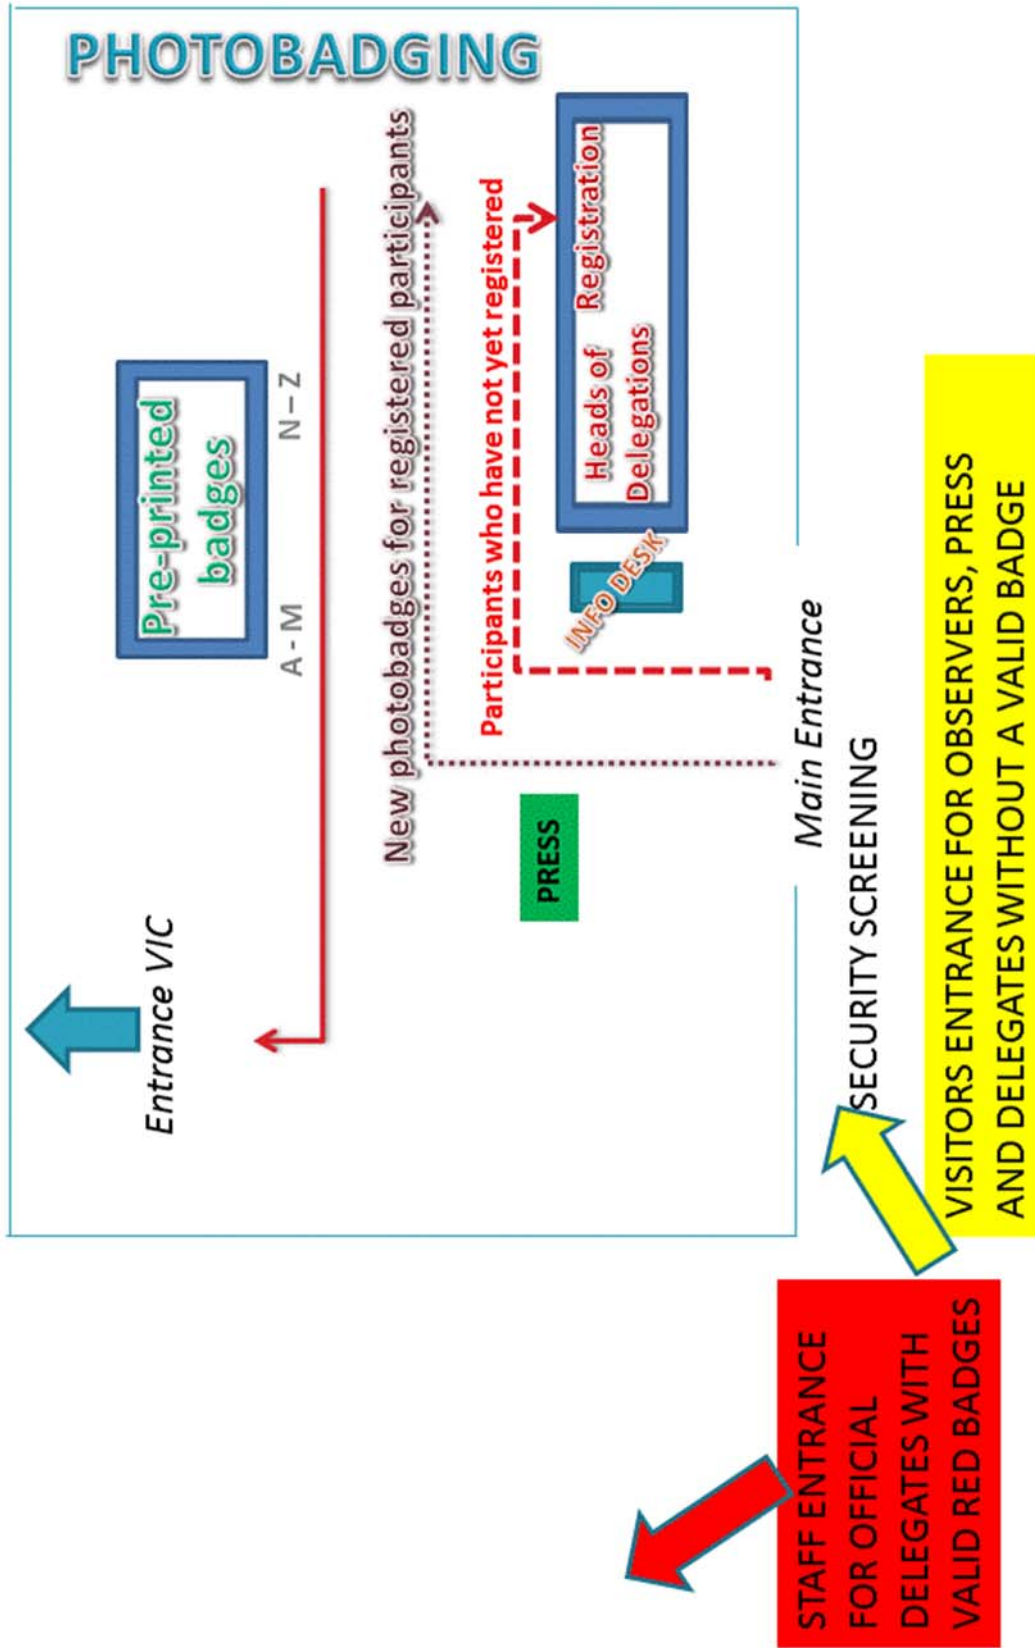 PHOTOBADGING
Entrance VIC
Pre-printed
badges
A - M
N – Z
New photobadges for registered participants
Participants who have not yet registered
PRESS
INFO DESK
Heads of
Delegations
Registration
Main Entrance
SECURITY SCREENING
STAFF ENTRANCE
FOR OFFICIAL
DELEGATES WITH
VALID RED BADGES
VISITORS ENTRANCE FOR OBSERVERS, PRESS
AND DELEGATES WITHOUT A VALID BADGE